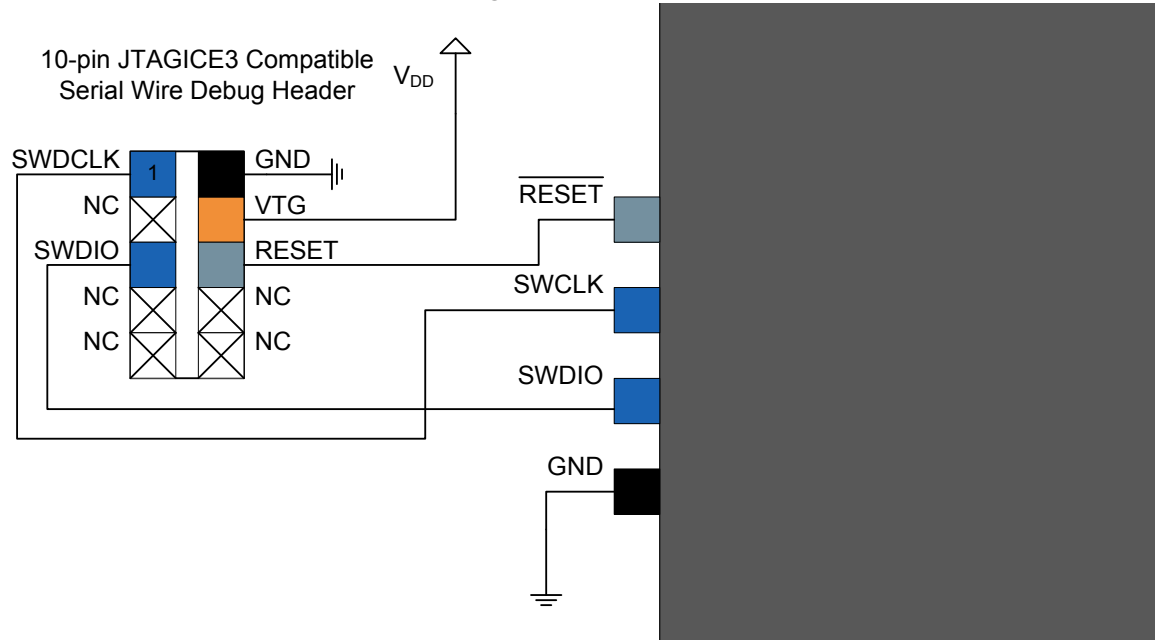 10-pin JTAGICE3 Compatible
Serial Wire Debug Header
VDD
SWDCLK
1
GND
NC
VTG
SWDIO
RESET
NC
NC
NC
NC
RESET
SWCLK
SWDIO
GND